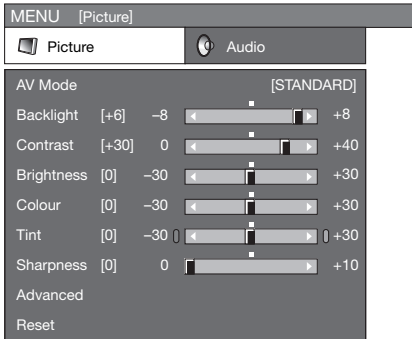 MENU [Picture]
Picture Audio
AV Mode [STANDARD]
Backlight [+6] –8 +8
Contrast [+30] 0 +40
Brightness [0] –30 +30
Colour [0] –30 +30
Tint [0] –30 +30
Sharpness [0] 0 +10
Advanced
Reset